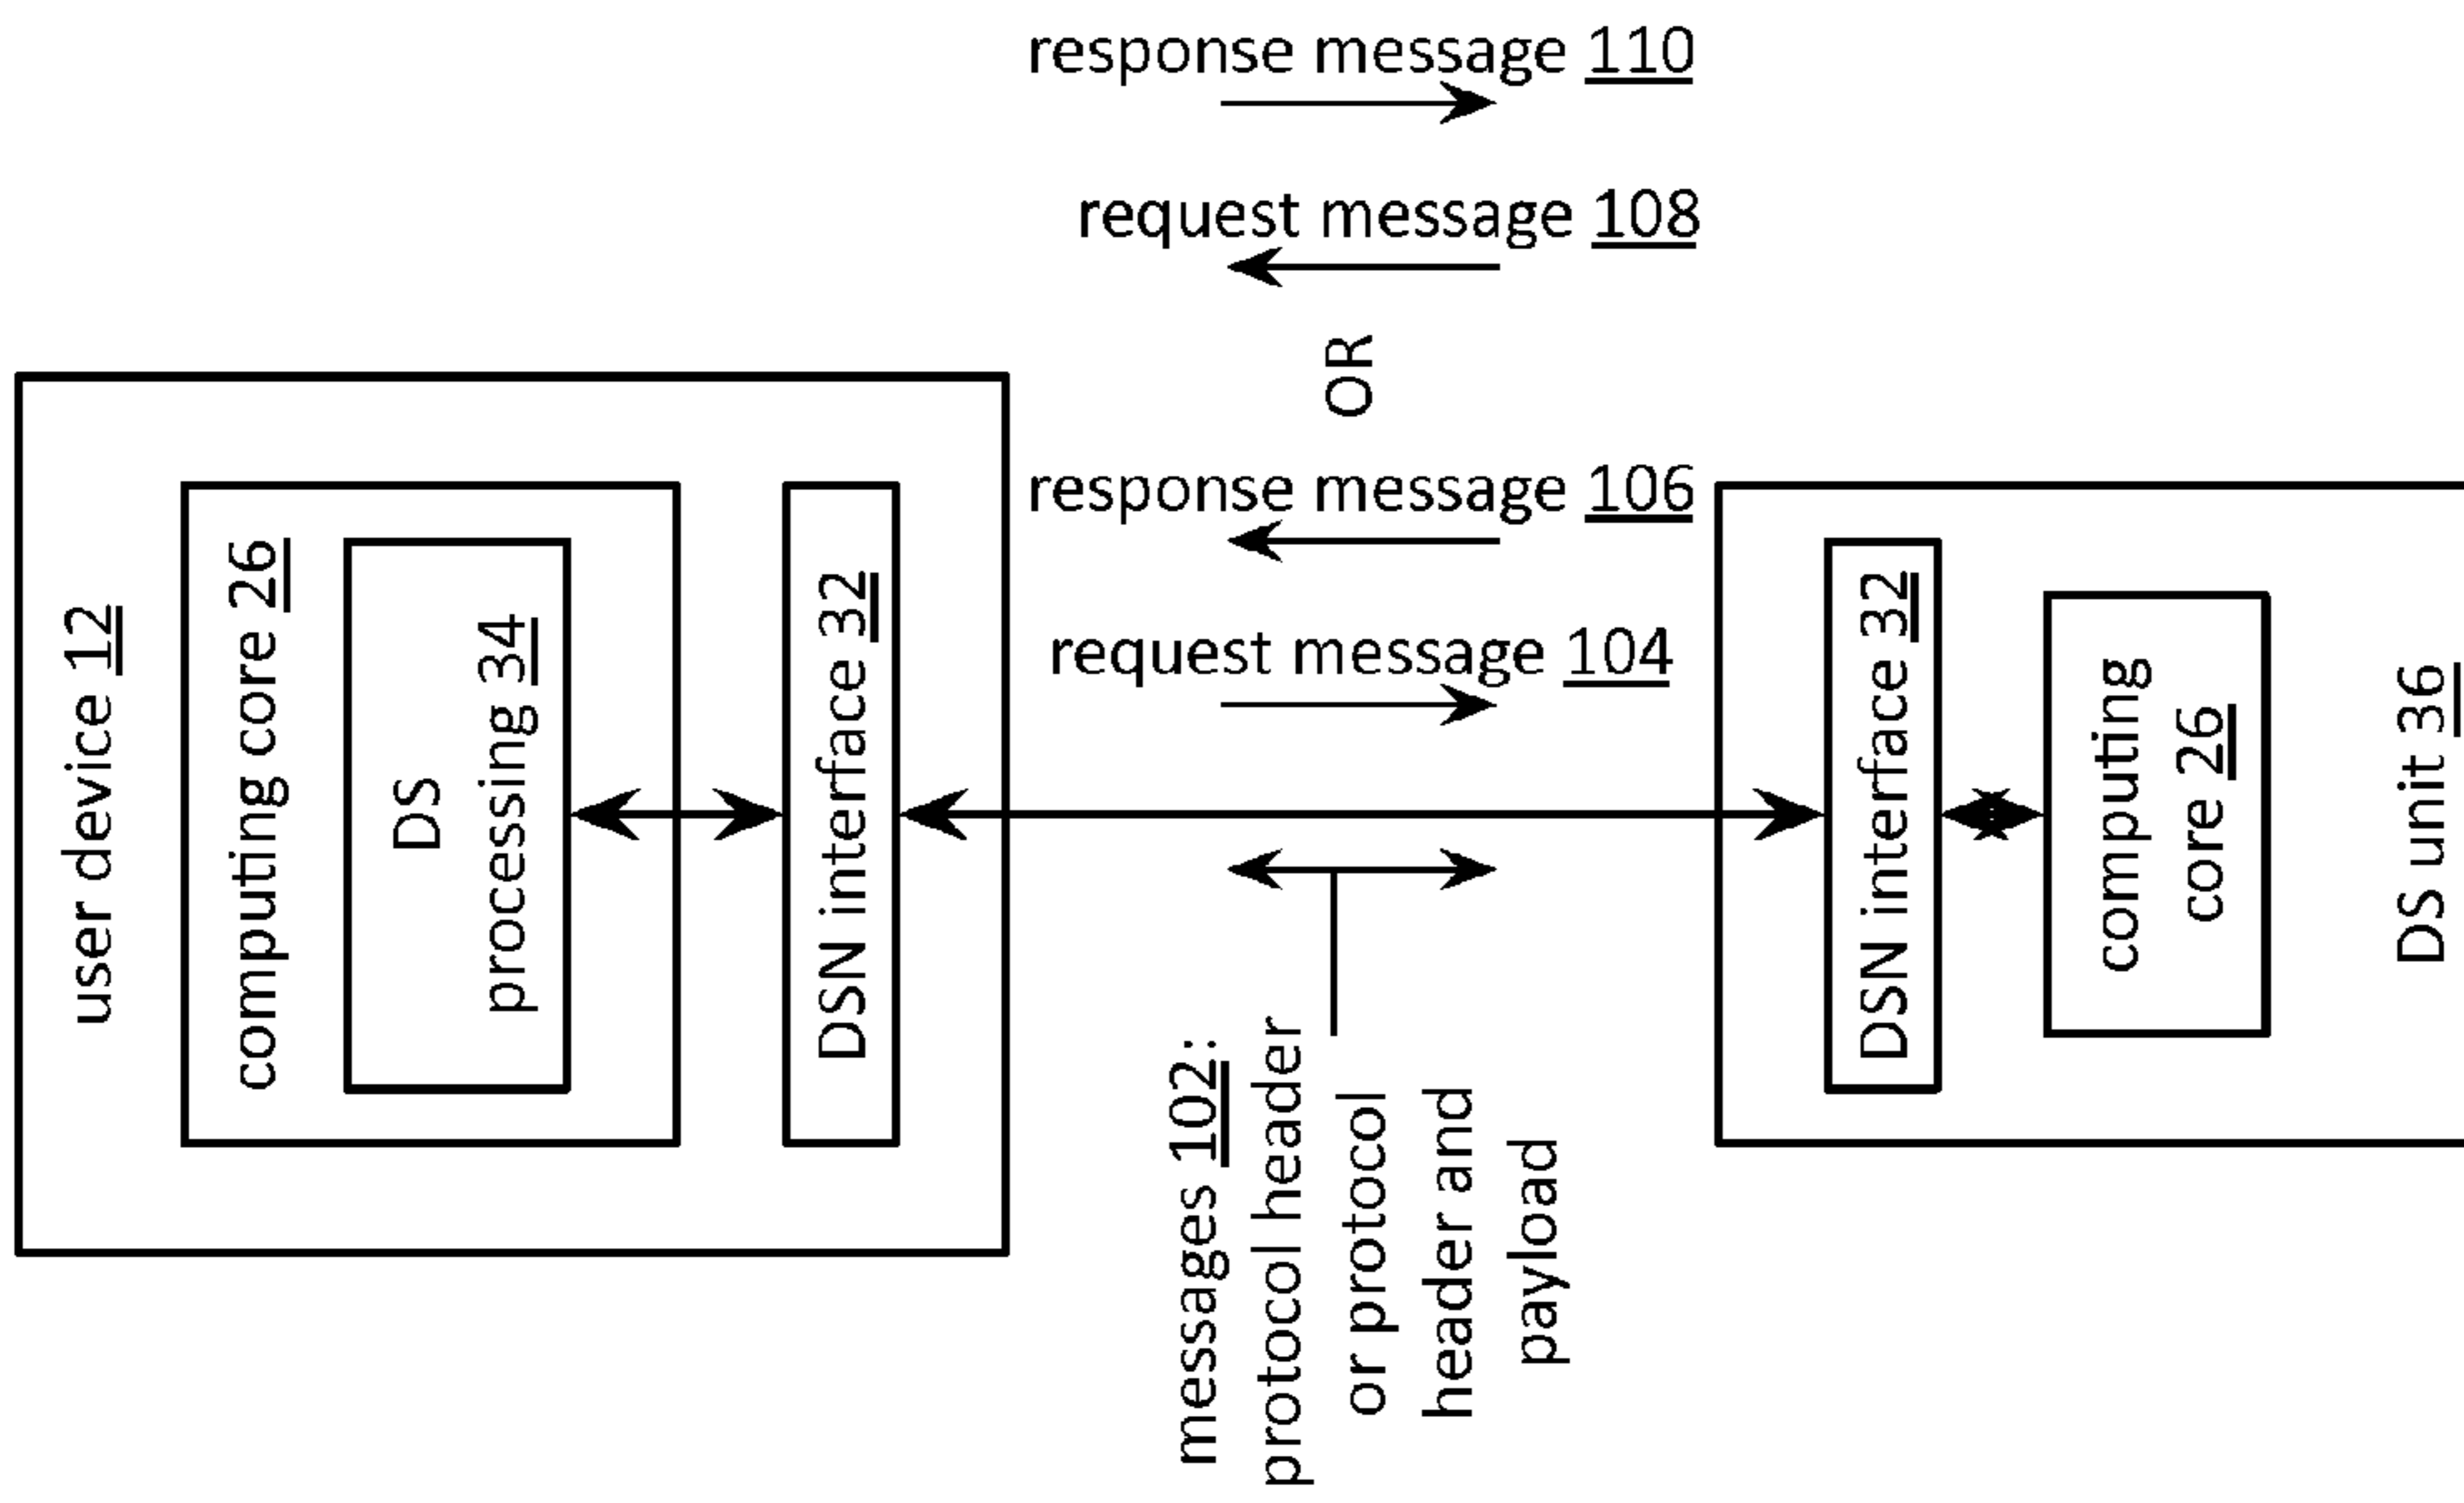 response message 110
request message 108
OR
response message 106
request message 104
user device 12
computing core 26
DS
processing 34
DSN interface 32
messages 102:
protocol header
or protocol
header and
payload
DSN interface 32
computing
core 26
DS unit 36